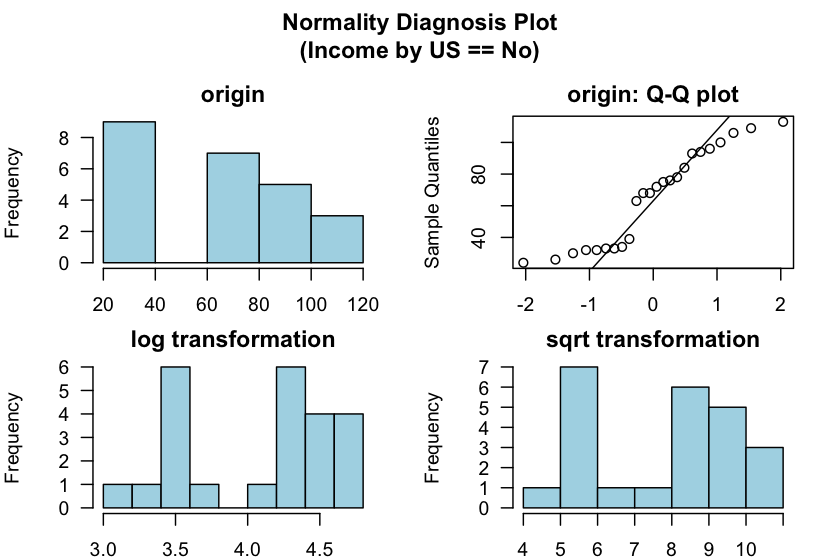 Normality Diagnosis Plot
(Income by US == No)
origin
Frequency
8
6
4
2
0
20 40 60 80 100 120
origin: Q-Q plot
Sample Quantiles
80
40
-2 -1 0 1 2
log transformation
Frequency
6
5
4
3
2
1
0
3.0 3.5 4.0 4.5
sqrt transformation
Frequency
7
6
5
4
3
2
1
0
4 5 6 7 8 9 10